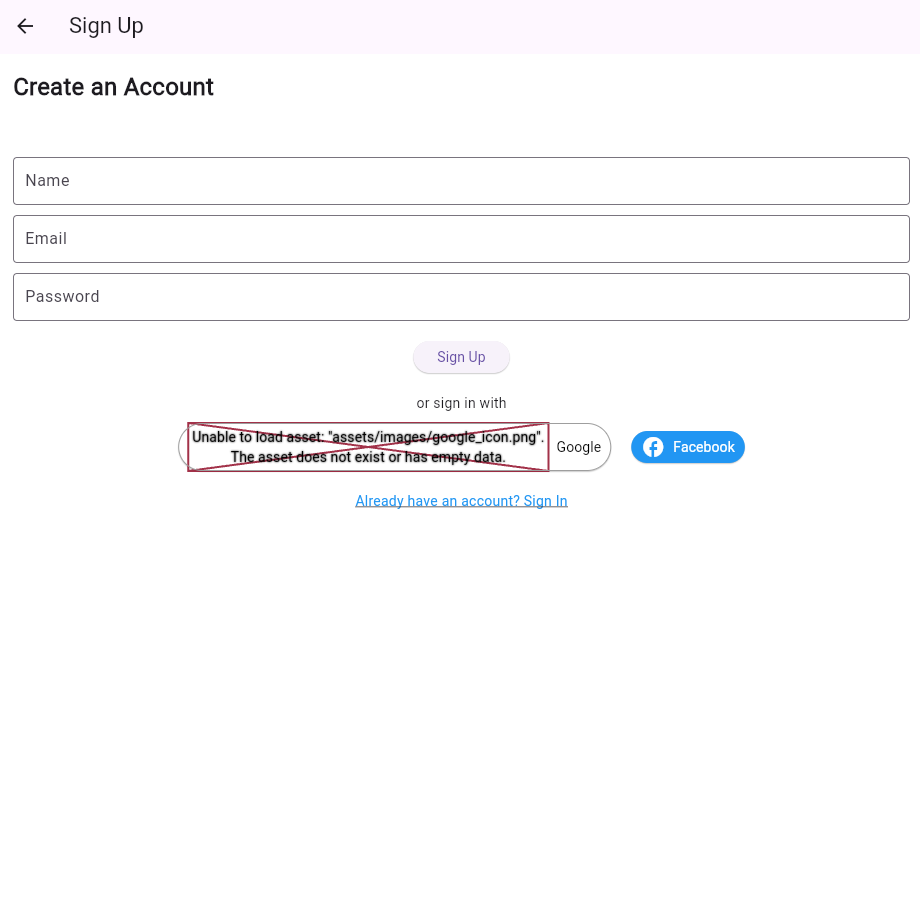 Sign Up
Create an Account
Name
Email
Password
Sign Up
or sign in with
Unable to load asset: "assets/images/google_icon.png".
The asset does not exist or has empty data.
Google
Facebook
Already have an account? Sign In